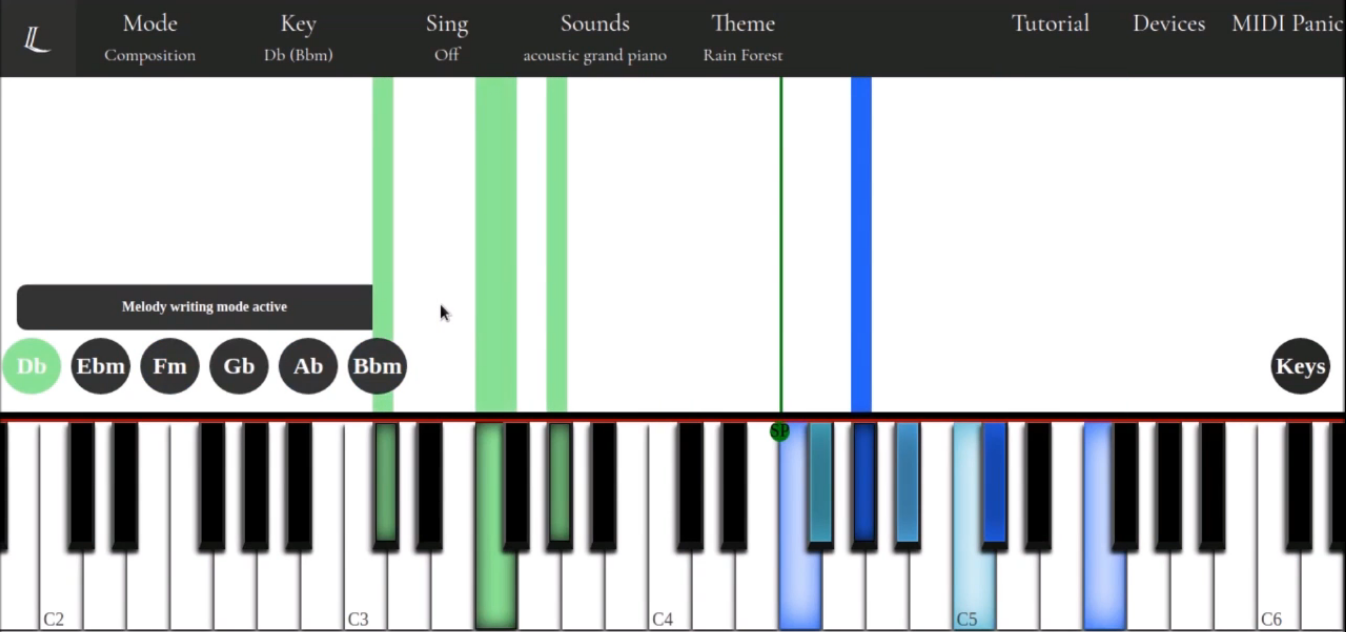 Mode Key Sing Sounds Theme Tutorial Devices MIDI Panic
Composition Db (Bbm) Off acoustic grand piano Rain Forest
Melody writing mode active
Db Ebm Fm Gb Ab Bbm Keys
SP
C2 C3 C4 C5 C6